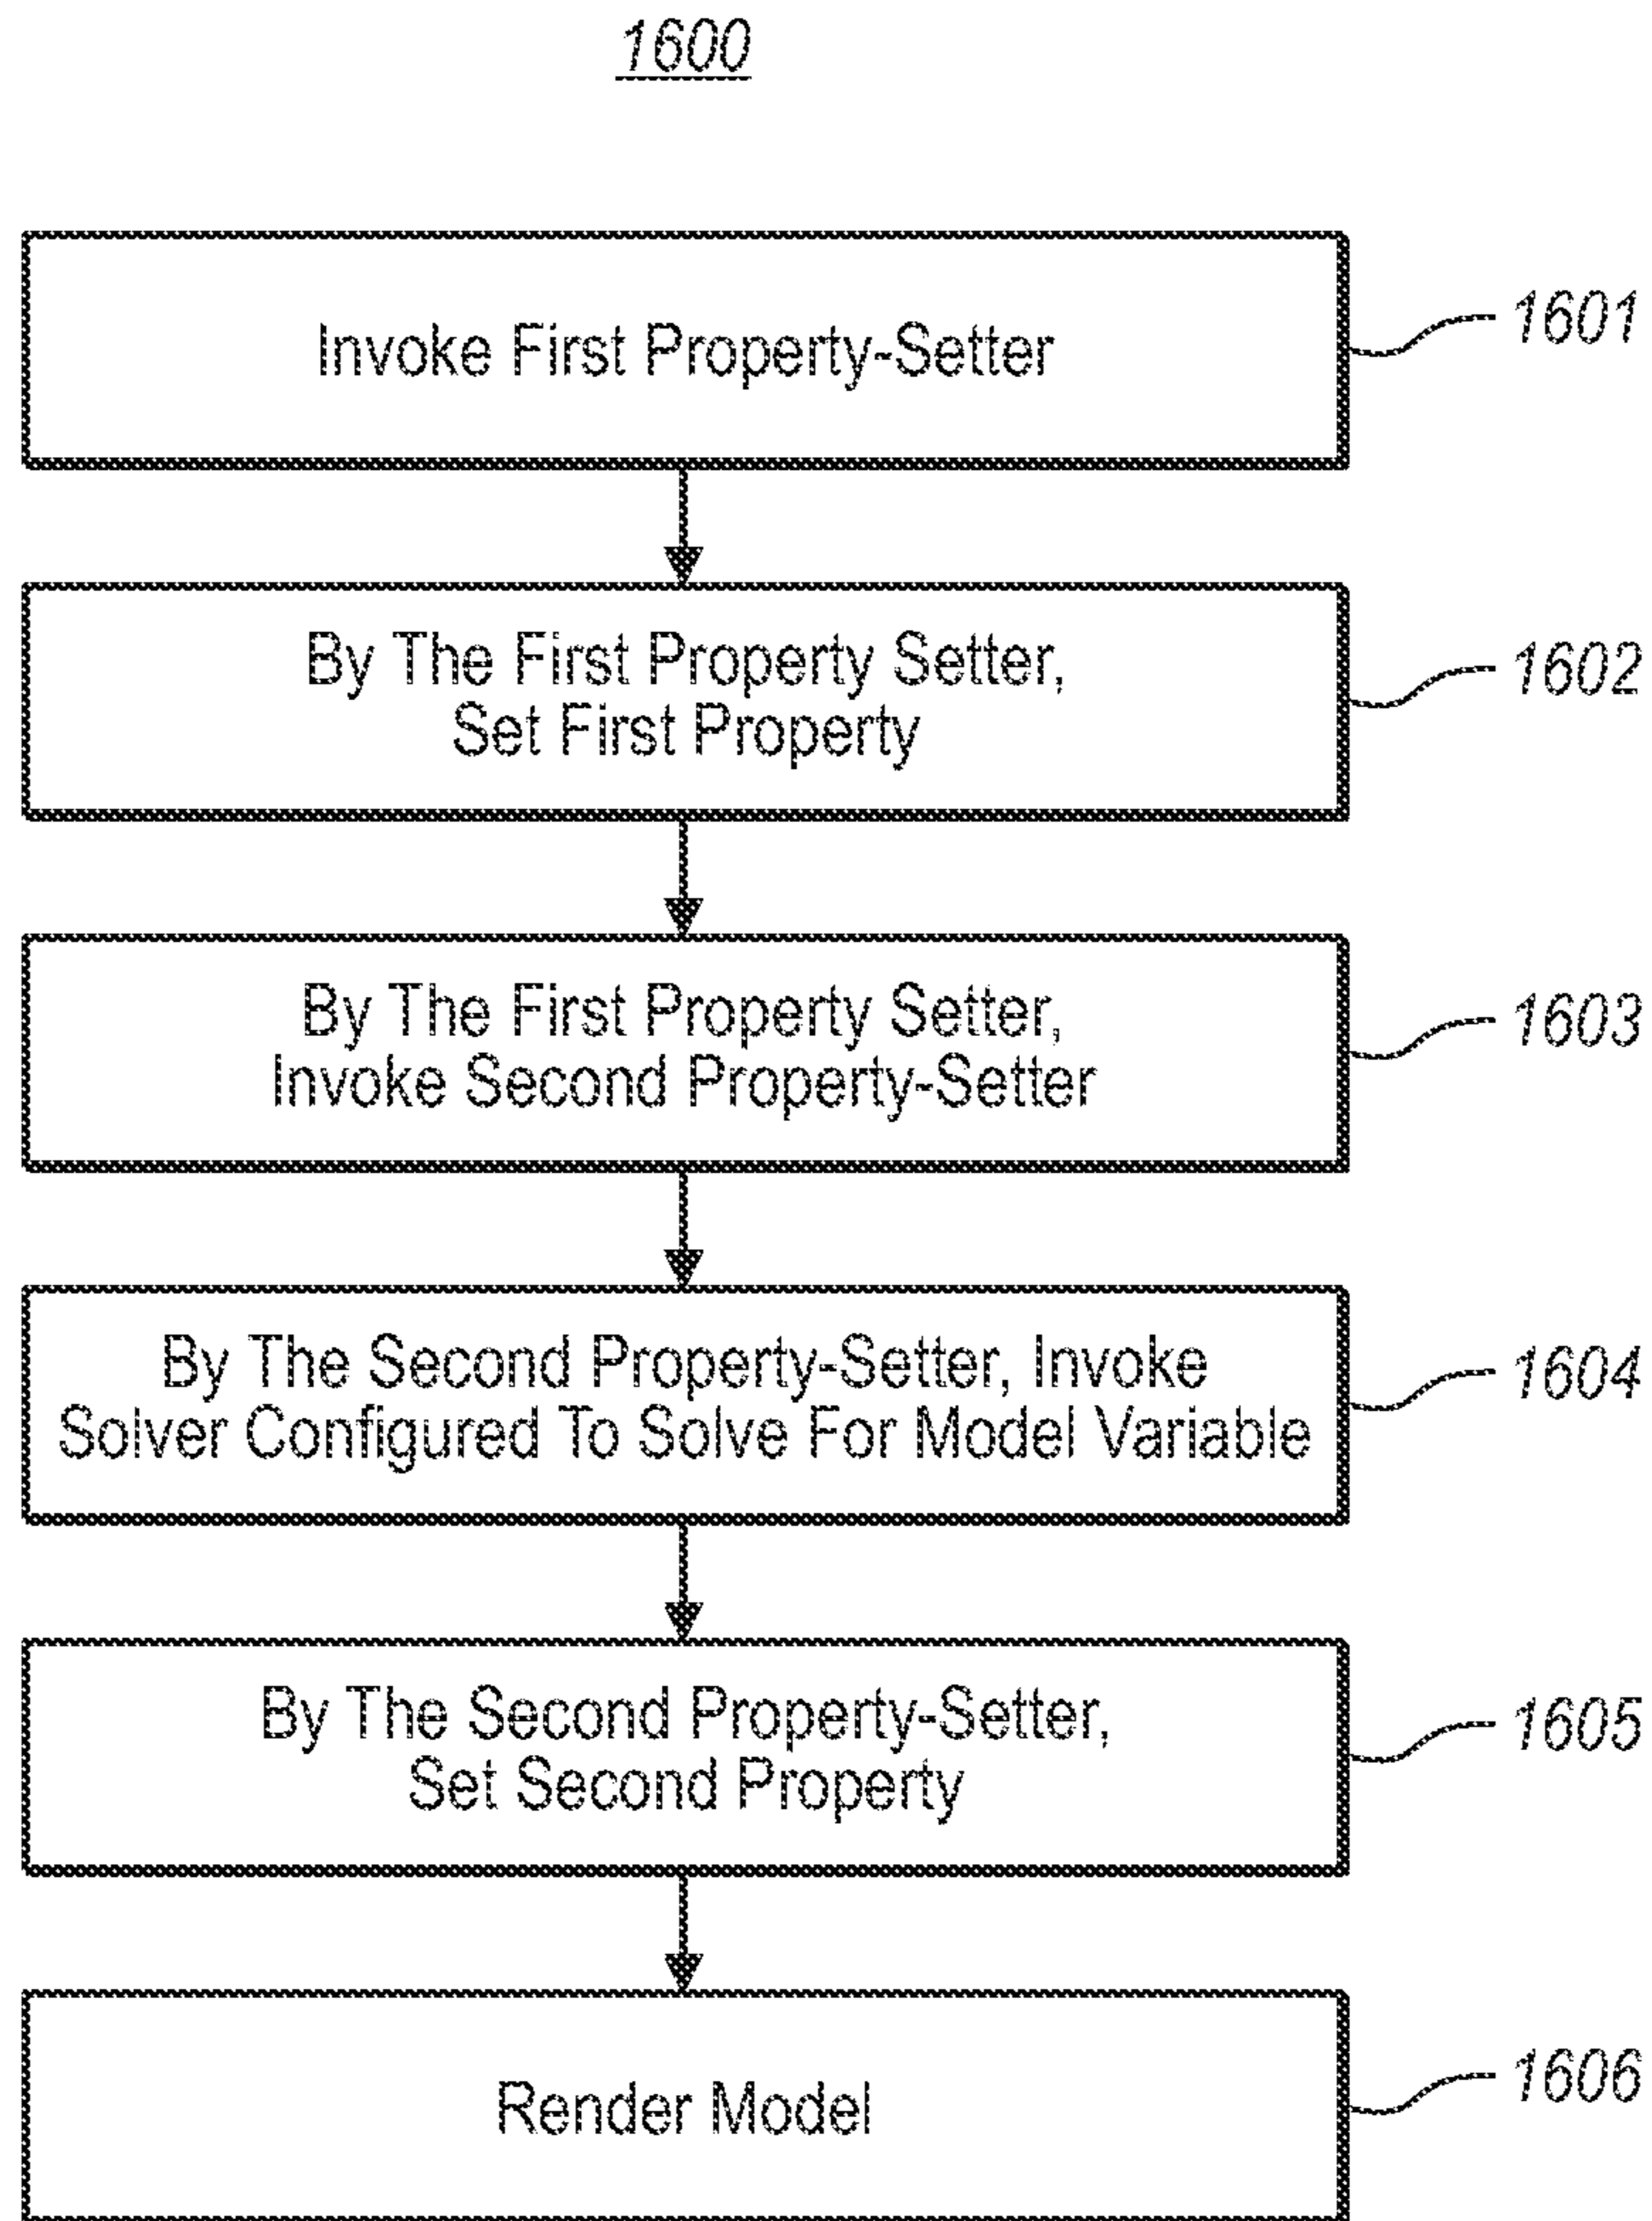 1600
Invoke First Property-Setter
1601
By The First Property Setter,
Set First Property
1602
By The First Property Setter,
Invoke Second Property-Setter
1603
By The Second Property-Setter, Invoke
Solver Configured To Solve For Model Variable
1604
By The Second Property-Setter,
Set Second Property
1605
Render Model
1606